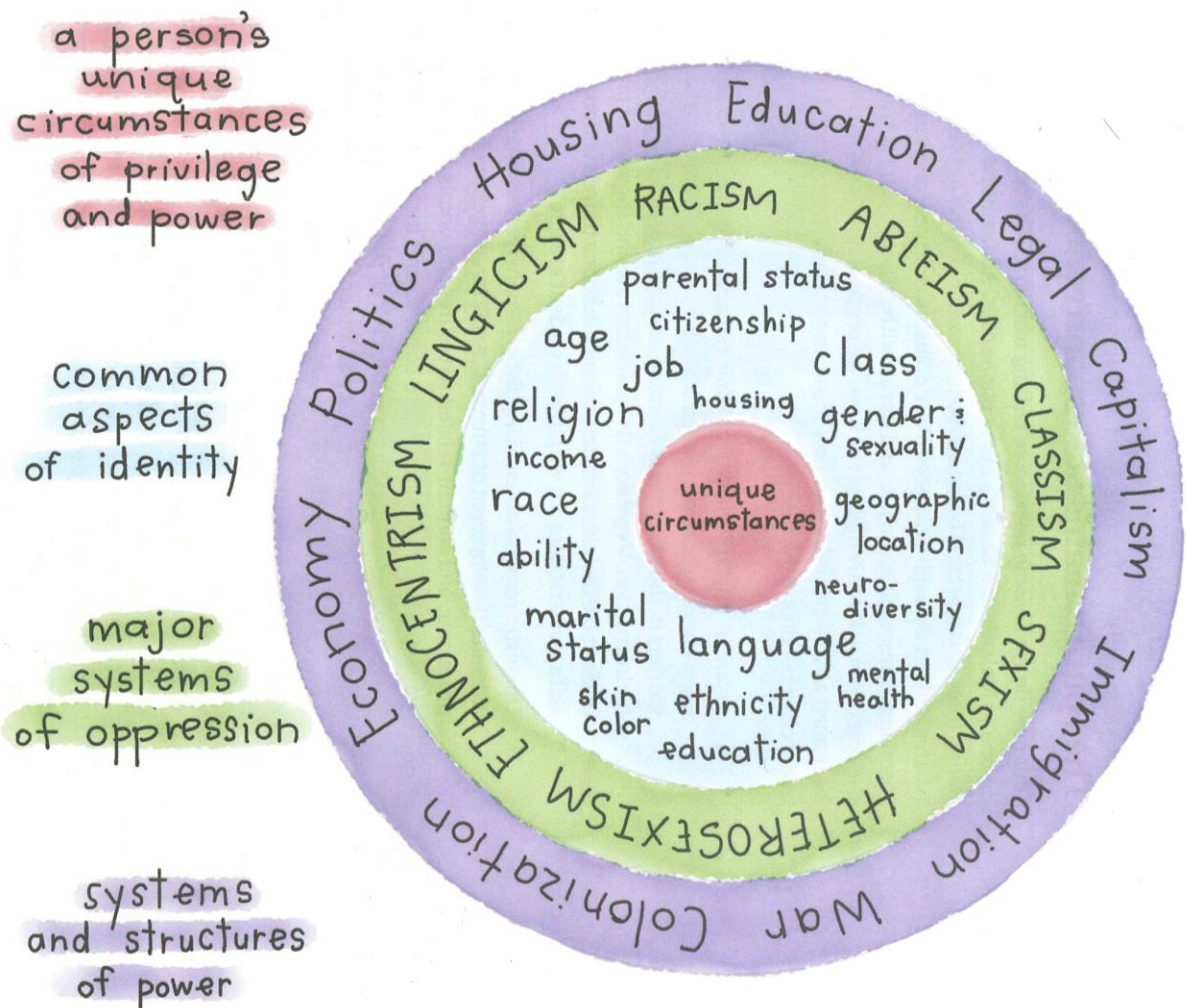 a person's
unique
circumstances
of privilege
and power
common
aspects
of identity
major
systems
of oppression
systems
and structures
of power
Housing Education Legal Capitalism Immigration War Colonization Economy Politics
RACISM ABLEISM CLASSISM SEXISM HETEROSEXISM ETHNOCENTRISM LINGICISM
parental status
citizenship
age
job
class
housing
religion
gender &
sexuality
income
race
unique
circumstances
geographic
location
ability
neuro-
diversity
marital
status
language
mental
health
skin
color
ethnicity
education